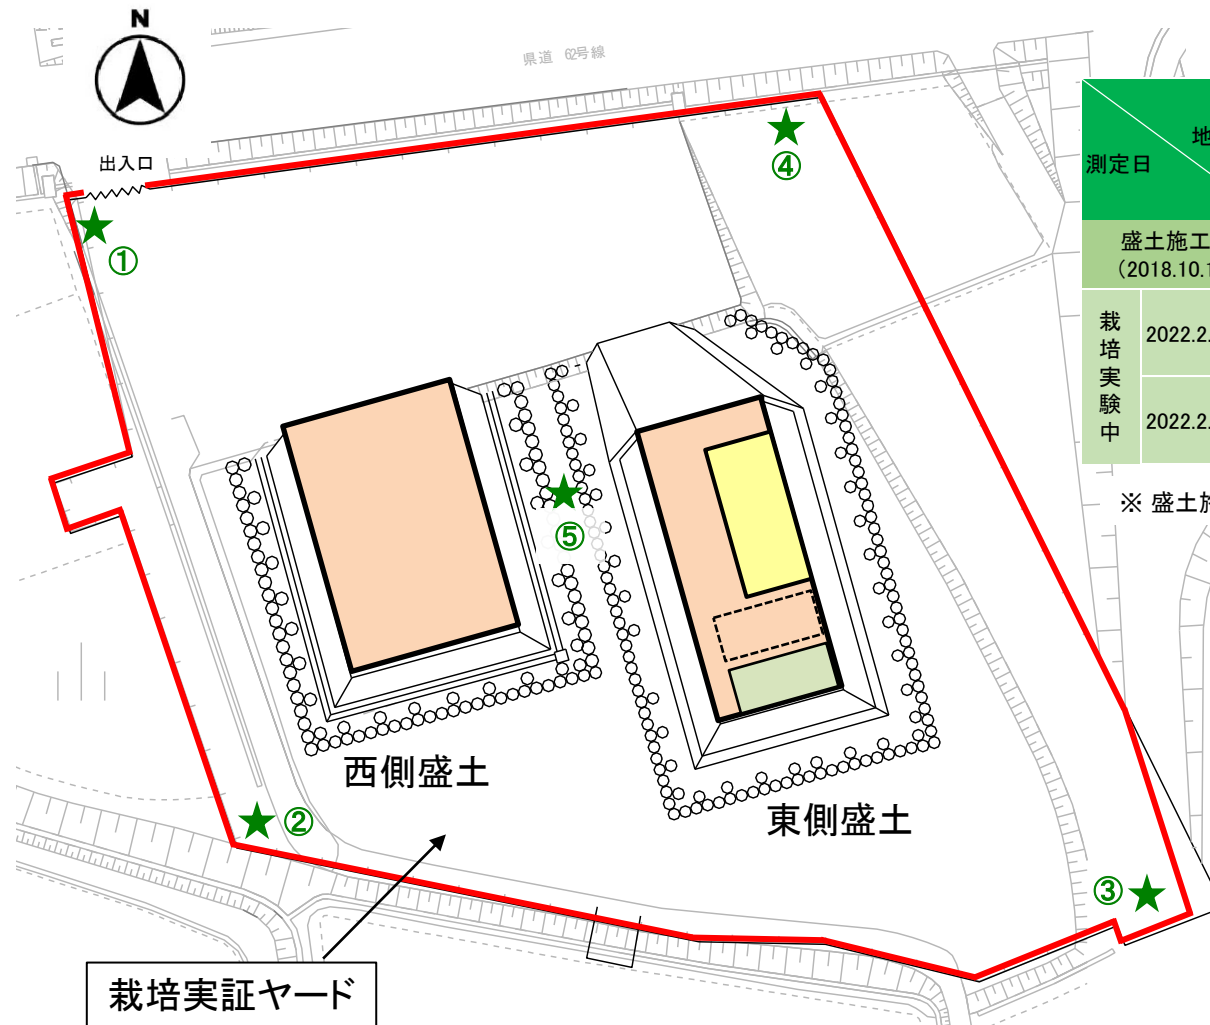 N
県道 62号線
出入口
①
④
地
測定日
盛土施工
（2018.10.1
栽培実験中
2022.2.
2022.2.
※ 盛土施
⑤
西側盛土
東側盛土
②
③
栽培実証ヤード